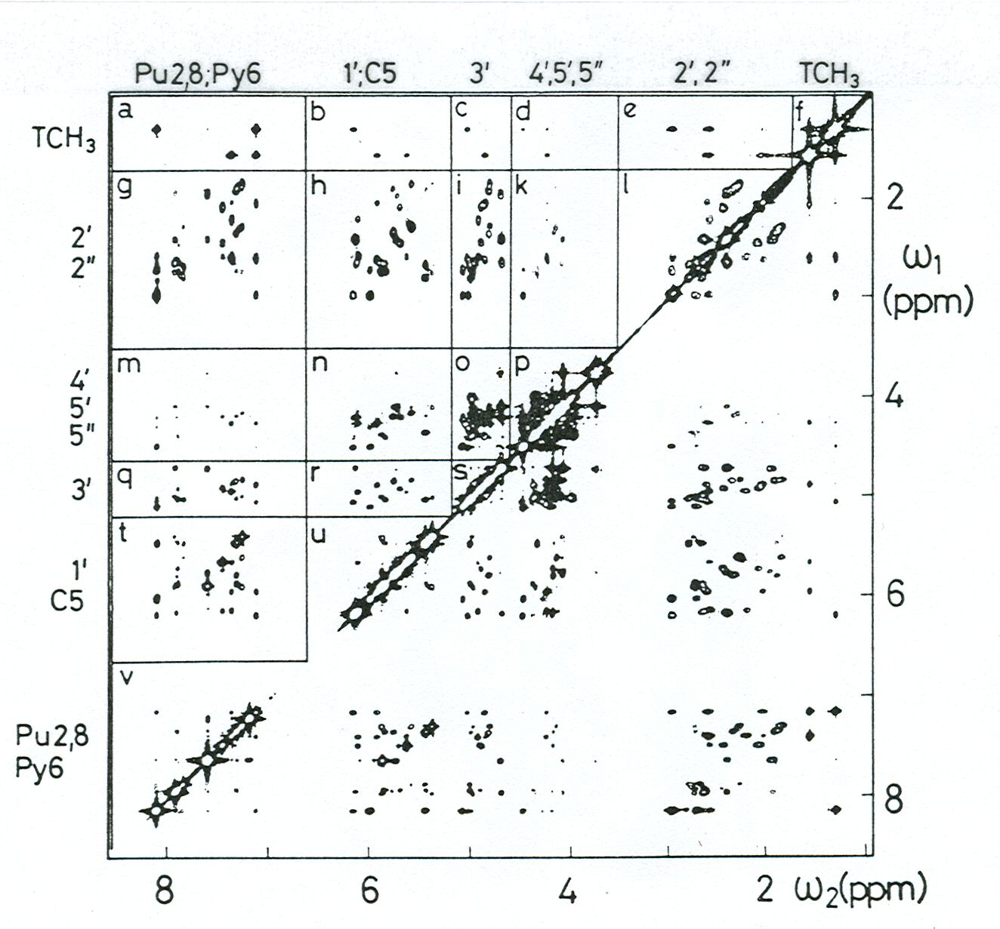 Pu2,8;Py6 1';C5 3' 4',5',5" 2',2" TCH₃
a b c d e f
TCH₃
g h i k l
2
2'
2"
ω₁
(ppm)
m n o p
4'
5'
5"
4
q r s
3'
t u
1'
C5
6
v
Pu2,8
Py6
8
8 6 4 2 ω₂(ppm)